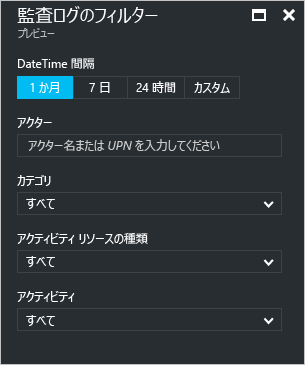 監査ログのフィルター
プレビュー
DateTime 間隔
1 か月 7 日 24 時間 カスタム
アクター
アクター名または UPN を入力してください
カテゴリ
すべて
アクティビティ リソースの種類
すべて
アクティビティ
すべて